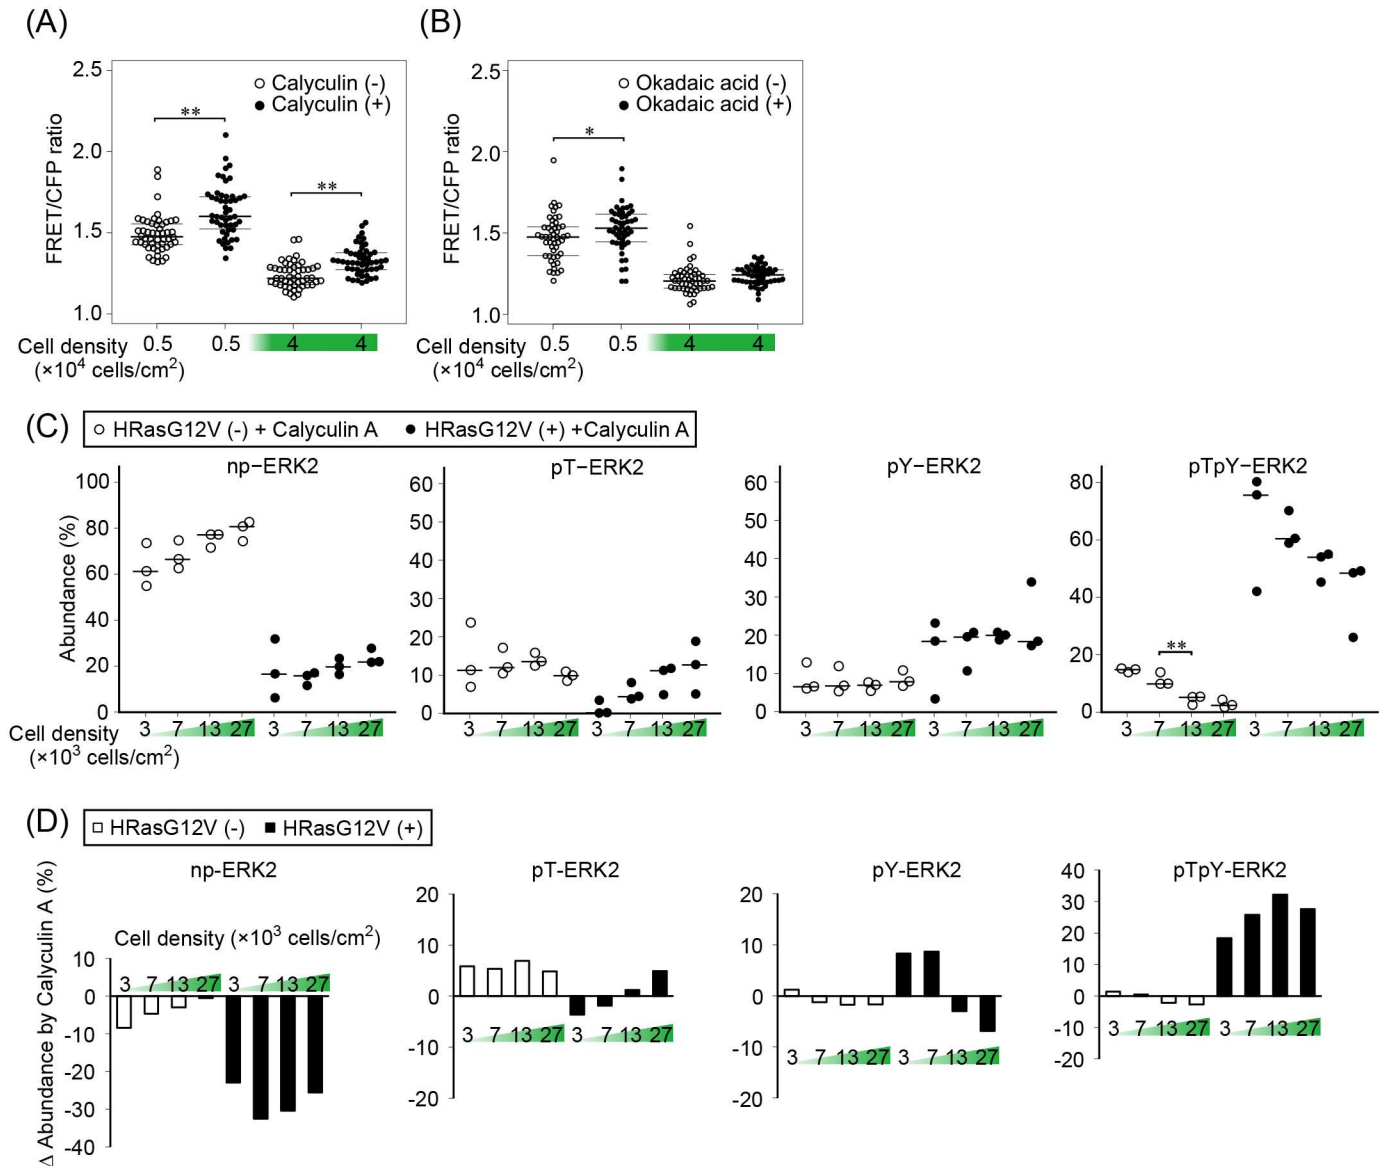 (A)
(B)
2.5
2.0
1.5
1.0
FRET/CFP ratio
Calyculin (-)
Calyculin (+)
**
**
Cell density 0.5 0.5 4 4
(×10⁴ cells/cm²)
2.5
2.0
1.5
1.0
FRET/CFP ratio
Okadaic acid (-)
Okadaic acid (+)
*
Cell density 0.5 0.5 4 4
(×10⁴ cells/cm²)
(C)
HRasG12V (-) + Calyculin A HRasG12V (+) +Calyculin A
np−ERK2
Abundance (%)
100
80
60
40
20
0
3 7 13 27 3 7 13 27
Cell density
(×10³ cells/cm²)
pT−ERK2
60
50
40
30
20
10
0
3 7 13 27 3 7 13 27
pY−ERK2
60
50
40
30
20
10
0
3 7 13 27 3 7 13 27
pTpY−ERK2
80
60
40
20
0
**
3 7 13 27 3 7 13 27
(D)
HRasG12V (-) HRasG12V (+)
np-ERK2
Δ Abundance by Calyculin A (%)
Cell density (×10³ cells/cm²)
10
0
-10
-20
-30
-40
3 7 13 27 3 7 13 27
pT-ERK2
20
10
0
-10
-20
3 7 13 27 3 7 13 27
pY-ERK2
20
10
0
-10
-20
3 7 13 27 3 7 13 27
pTpY-ERK2
40
30
20
10
0
-10
-20
3 7 13 27 3 7 13 27